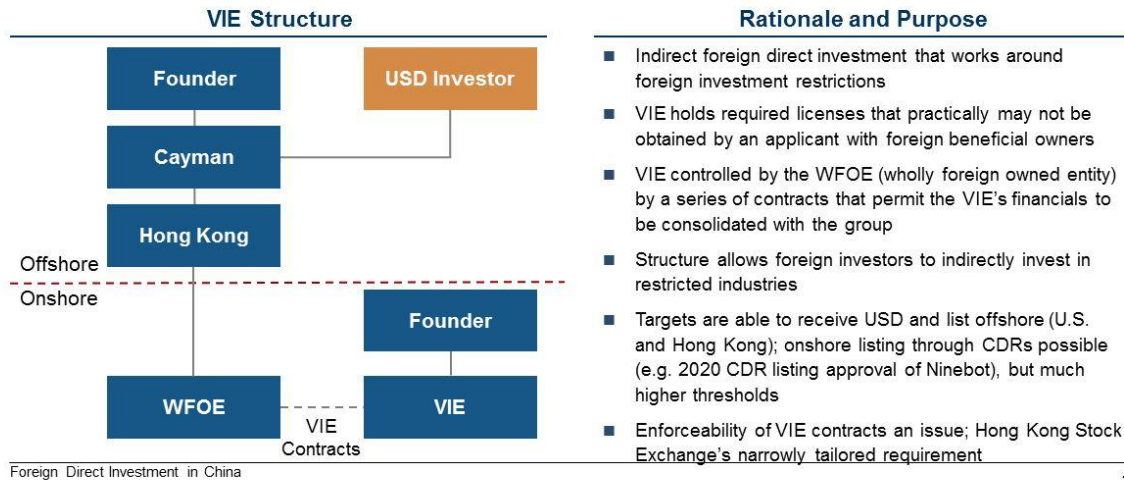 VIE Structure
Founder
USD Investor
Cayman
Hong Kong
Offshore
Onshore
Founder
WFOE
VIE
VIE
Contracts
Rationale and Purpose
Indirect foreign direct investment that works around
foreign investment restrictions
VIE holds required licenses that practically may not be
obtained by an applicant with foreign beneficial owners
VIE controlled by the WFOE (wholly foreign owned entity)
by a series of contracts that permit the VIE's financials to
be consolidated with the group
Structure allows foreign investors to indirectly invest in
restricted industries
Targets are able to receive USD and list offshore (U.S.
and Hong Kong); onshore listing through CDRs possible
(e.g. 2020 CDR listing approval of Ninebot), but much
higher thresholds
Enforceability of VIE contracts an issue; Hong Kong Stock
Exchange's narrowly tailored requirement
Foreign Direct Investment in China